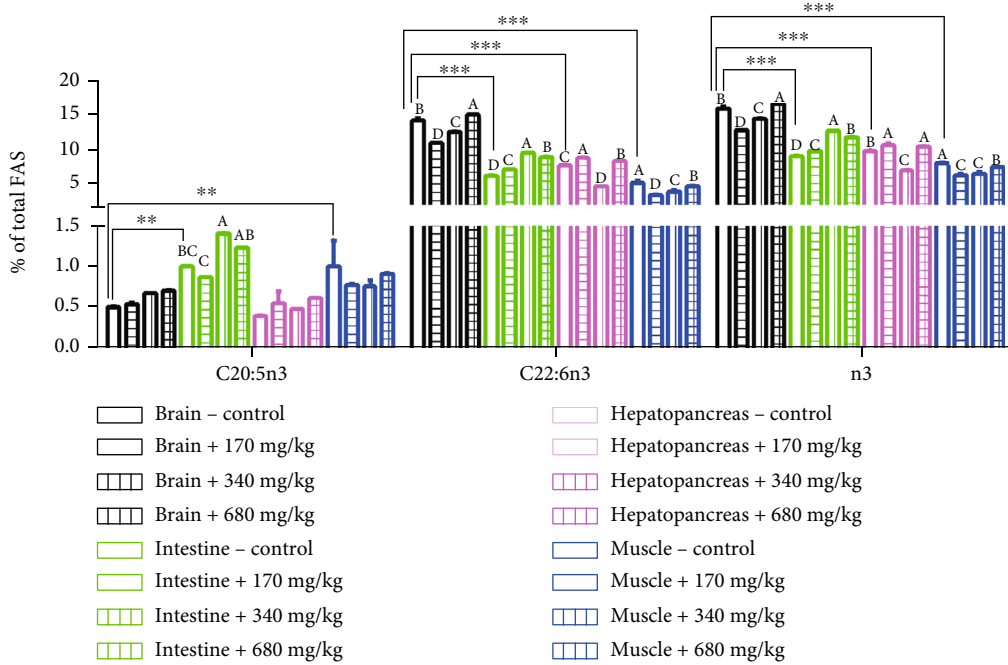 *** *** ***
*** *** ***
*** ***
** **
% of total FAS
20
15
10
5
1.5
1.0
0.5
0.0
BC C A AB
B D C A D C A B C A D B A D C B
B D C A D C A B B A C A A C C B
C20:5n3 C22:6n3 n3
Brain – control
Brain + 170 mg/kg
Brain + 340 mg/kg
Brain + 680 mg/kg
Intestine – control
Intestine + 170 mg/kg
Intestine + 340 mg/kg
Intestine + 680 mg/kg
Hepatopancreas – control
Hepatopancreas + 170 mg/kg
Hepatopancreas + 340 mg/kg
Hepatopancreas + 680 mg/kg
Muscle – control
Muscle + 170 mg/kg
Muscle + 340 mg/kg
Muscle + 680 mg/kg